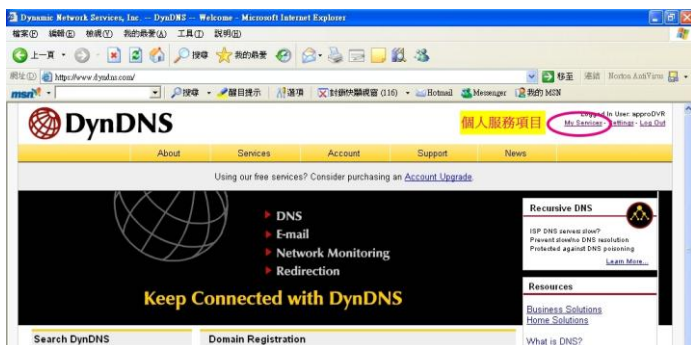 Dynamic Network Services, Inc. -- DynDNS -- Welcome - Microsoft Internet Explorer
檔案(F) 編輯(E) 檢視(V) 我的最愛(A) 工具(T) 說明(H)
上一頁 搜尋 我的最愛
網址(D) http://www.dyndns.com/ 移至 連結 Norton AntiVirus
msn 搜尋 醒目提示 選項 封鎖快顯視窗 (116) Hotmail Messenger 我的 MSN
DynDNS
個人服務項目
Logged In User: approDVR
My Services - Settings - Log Out
About Services Account Support News
Using our free services? Consider purchasing an Account Upgrade.
DNS
E-mail
Network Monitoring
Redirection
Keep Connected with DynDNS
Recursive DNS
ISP DNS servers slow?
Prevent slow/no DNS resolution
Protected against DNS poisoning
Learn More...
Resources
Business Solutions
Home Solutions
What is DNS?
Search DynDNS
Domain Registration